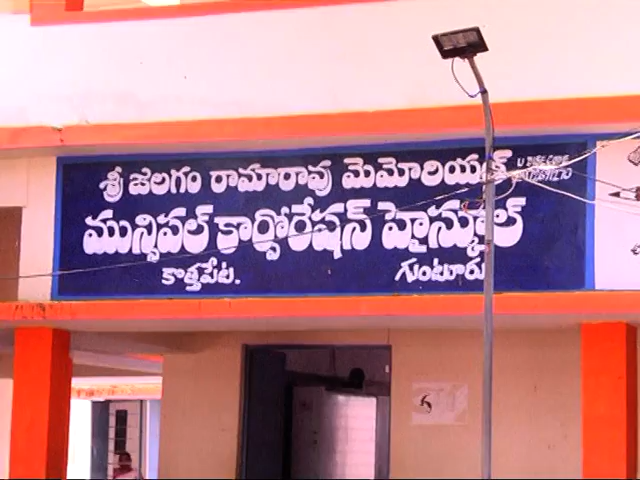 శ్రీ జలగం రామారావు మెమోరియల్
మున్సిపల్ కార్పోరేషన్ హైస్కూల్
కొత్తపేట. గుంటూరు